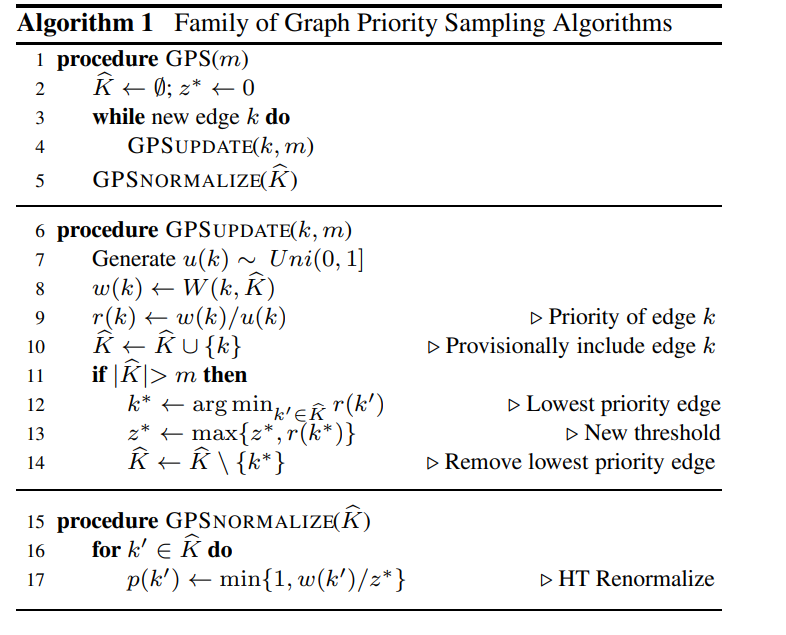 Algorithm 1 Family of Graph Priority Sampling Algorithms
1 procedure GPS(m)
2 K̂ ← ∅; z* ← 0
3 while new edge k do
4 GPSUPDATE(k, m)
5 GPSNORMALIZE(K̂)
6 procedure GPSUPDATE(k, m)
7 Generate u(k) ∼ Uni(0, 1]
8 w(k) ← W(k, K̂)
9 r(k) ← w(k)/u(k) ▷ Priority of edge k
10 K̂ ← K̂ ∪ {k} ▷ Provisionally include edge k
11 if |K̂| > m then
12 k* ← arg min_{k'∈K̂} r(k') ▷ Lowest priority edge
13 z* ← max{z*, r(k*)} ▷ New threshold
14 K̂ ← K̂ \ {k*} ▷ Remove lowest priority edge
15 procedure GPSNORMALIZE(K̂)
16 for k' ∈ K̂ do
17 p(k') ← min{1, w(k')/z*} ▷ HT Renormalize